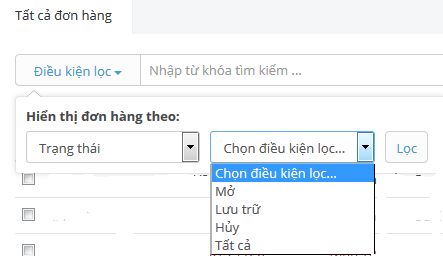 Tất cả đơn hàng
Điều kiện lọc
Nhập từ khóa tìm kiếm ...
Hiển thị đơn hàng theo:
Trạng thái
Chọn điều kiện lọc...
Lọc
Chọn điều kiện lọc...
Mở
Lưu trữ
Hủy
Tất cả